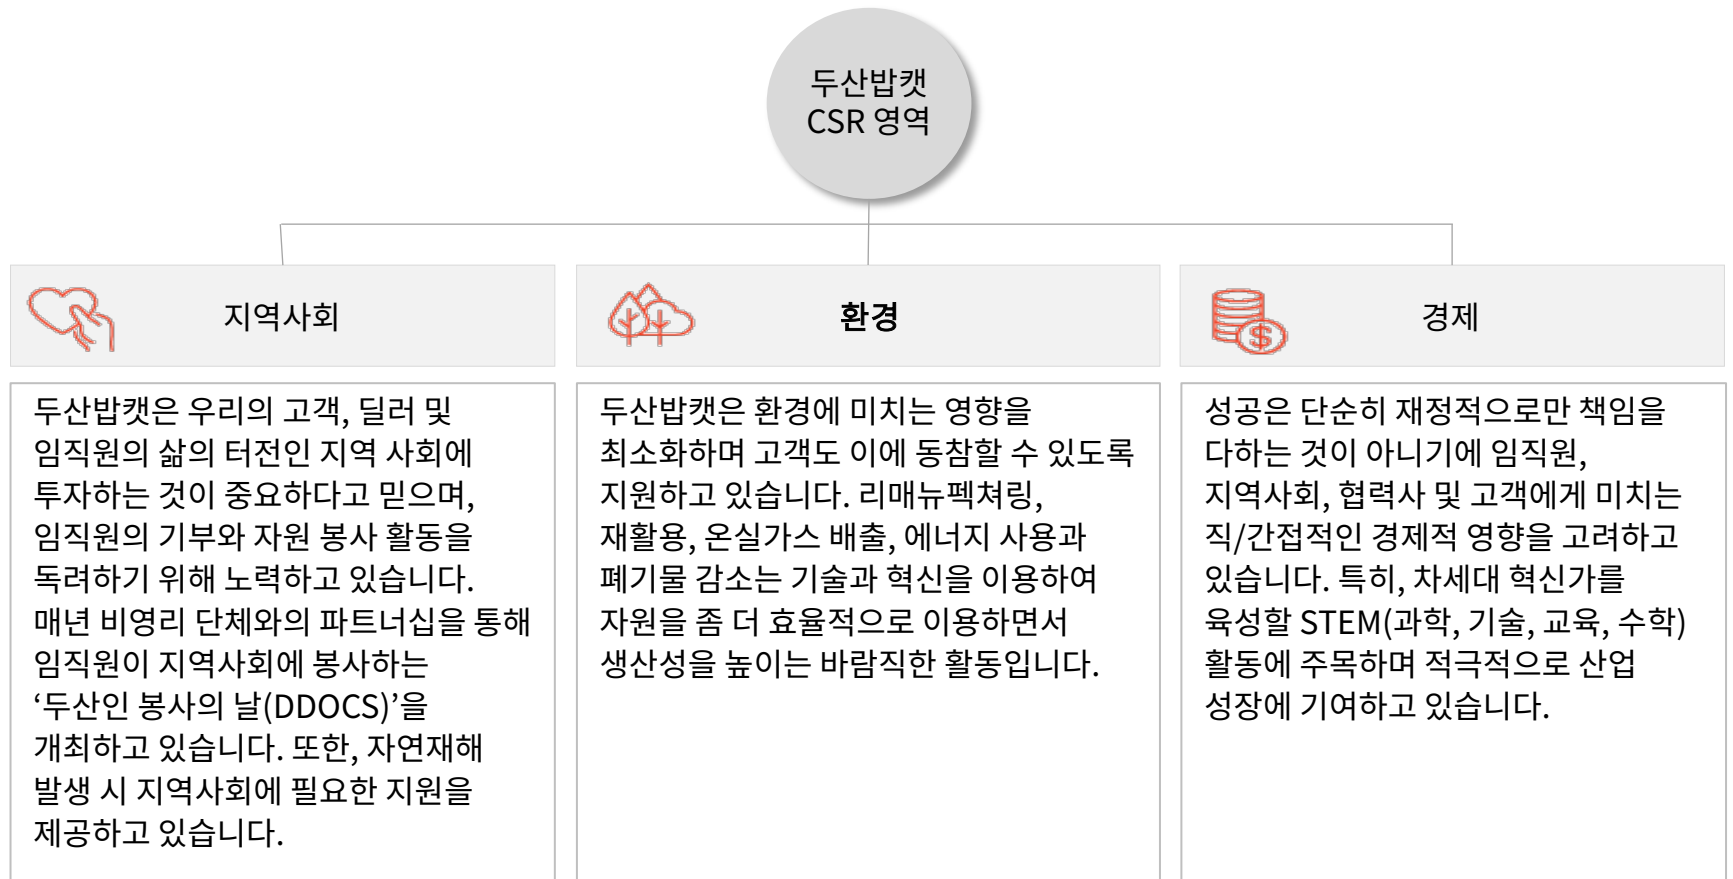 두산밥캣
CSR 영역
지역사회
환경
경제
두산밥캣은 우리의 고객, 딜러 및
임직원의 삶의 터전인 지역 사회에
투자하는 것이 중요하다고 믿으며,
임직원의 기부와 자원 봉사 활동을
독려하기 위해 노력하고 있습니다.
매년 비영리 단체와의 파트너십을 통해
임직원이 지역사회에 봉사하는
‘두산인 봉사의 날(DDOCS)’을
개최하고 있습니다. 또한, 자연재해
발생 시 지역사회에 필요한 지원을
제공하고 있습니다.
두산밥캣은 환경에 미치는 영향을
최소화하며 고객도 이에 동참할 수 있도록
지원하고 있습니다. 리매뉴펙쳐링,
재활용, 온실가스 배출, 에너지 사용과
폐기물 감소는 기술과 혁신을 이용하여
자원을 좀 더 효율적으로 이용하면서
생산성을 높이는 바람직한 활동입니다.
성공은 단순히 재정적으로만 책임을
다하는 것이 아니기에 임직원,
지역사회, 협력사 및 고객에게 미치는
직/간접적인 경제적 영향을 고려하고
있습니다. 특히, 차세대 혁신가를
육성할 STEM(과학, 기술, 교육, 수학)
활동에 주목하며 적극적으로 산업
성장에 기여하고 있습니다.